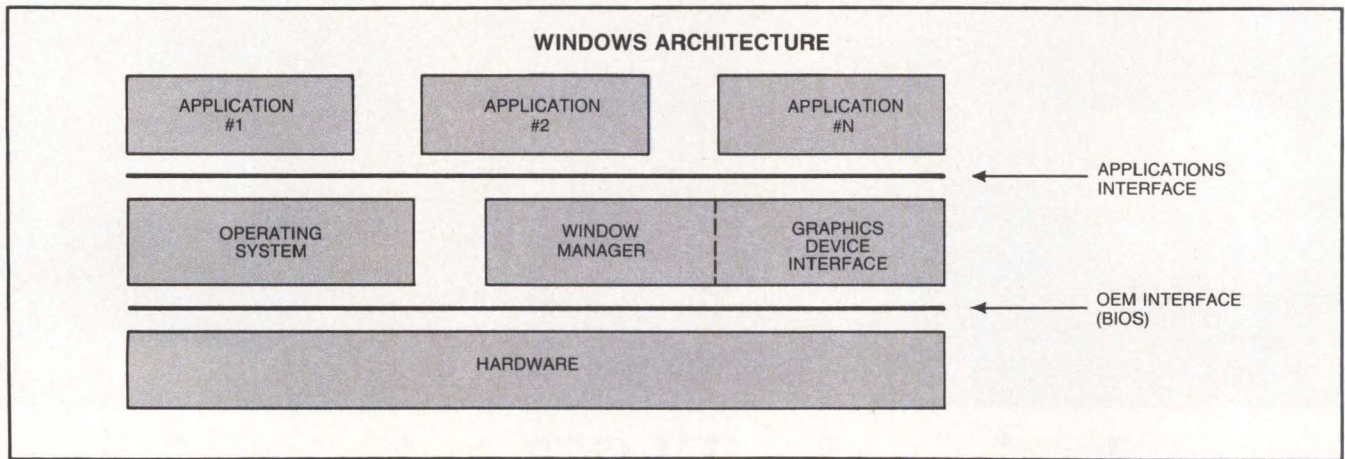 WINDOWS ARCHITECTURE
APPLICATION
#1
APPLICATION
#2
APPLICATION
#N
APPLICATIONS
INTERFACE
OPERATING
SYSTEM
WINDOW
MANAGER
GRAPHICS
DEVICE
INTERFACE
OEM INTERFACE
(BIOS)
HARDWARE